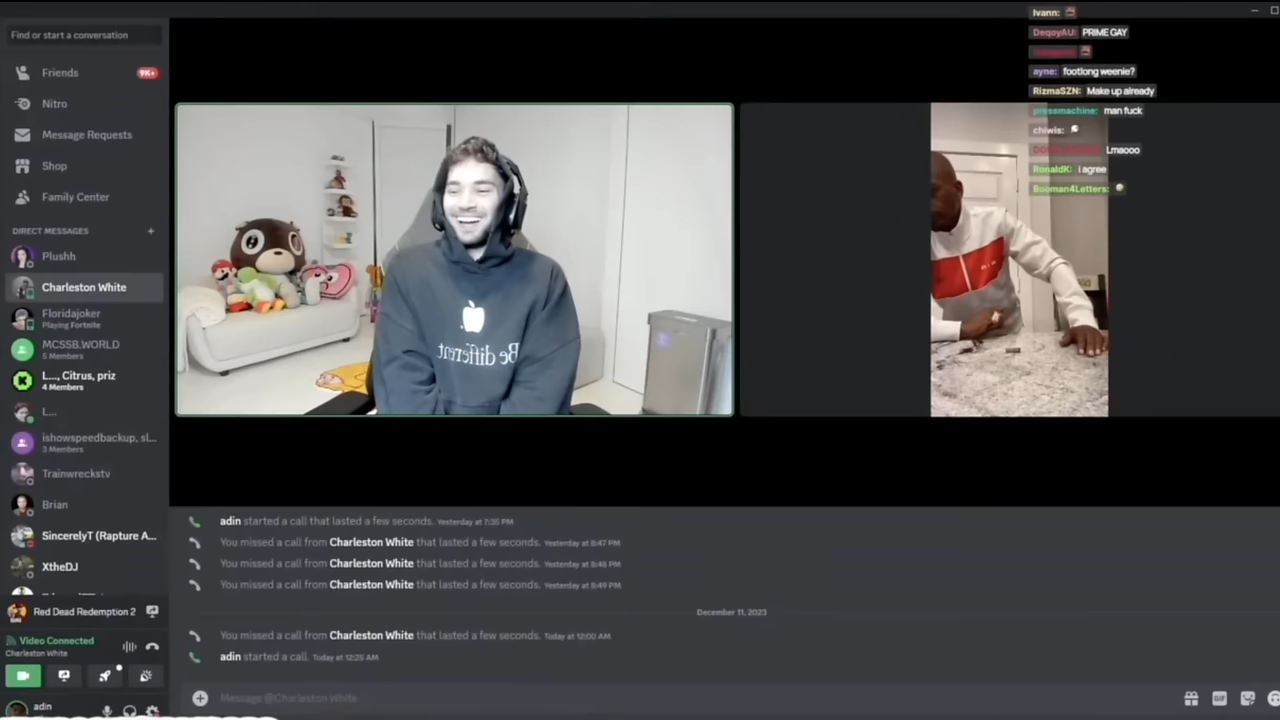 Find or start a conversation
Friends
9K+
Nitro
Message Requests
Shop
Family Center
DIRECT MESSAGES +
Plushh
Charleston White
Floridajoker
Playing Fortnite
MCSSB.WORLD
5 Members
L..., Citrus, priz
4 Members
L...
ishowspeedbackup, sl...
3 Members
Trainwreckstv
Brian
SincerelyT (Rapture A...
XtheDJ
Red Dead Redemption 2
Video Connected
Charleston White
adin
Be different
Ivann:
DeqoyAU: PRIME GAY
ayne: footlong weenie?
RizmaSZN: Make up already
pressmachine: man fuck
chiwis:
Lmaooo
RonaldK: i agree
Booman4Letters:
adin started a call that lasted a few seconds. Yesterday at 7:35 PM
You missed a call from Charleston White that lasted a few seconds. Yesterday at 8:47 PM
You missed a call from Charleston White that lasted a few seconds. Yesterday at 8:48 PM
You missed a call from Charleston White that lasted a few seconds. Yesterday at 8:49 PM
December 11, 2023
You missed a call from Charleston White that lasted a few seconds. Today at 12:00 AM
adin started a call. Today at 12:25 AM
Message @Charleston White
GIF